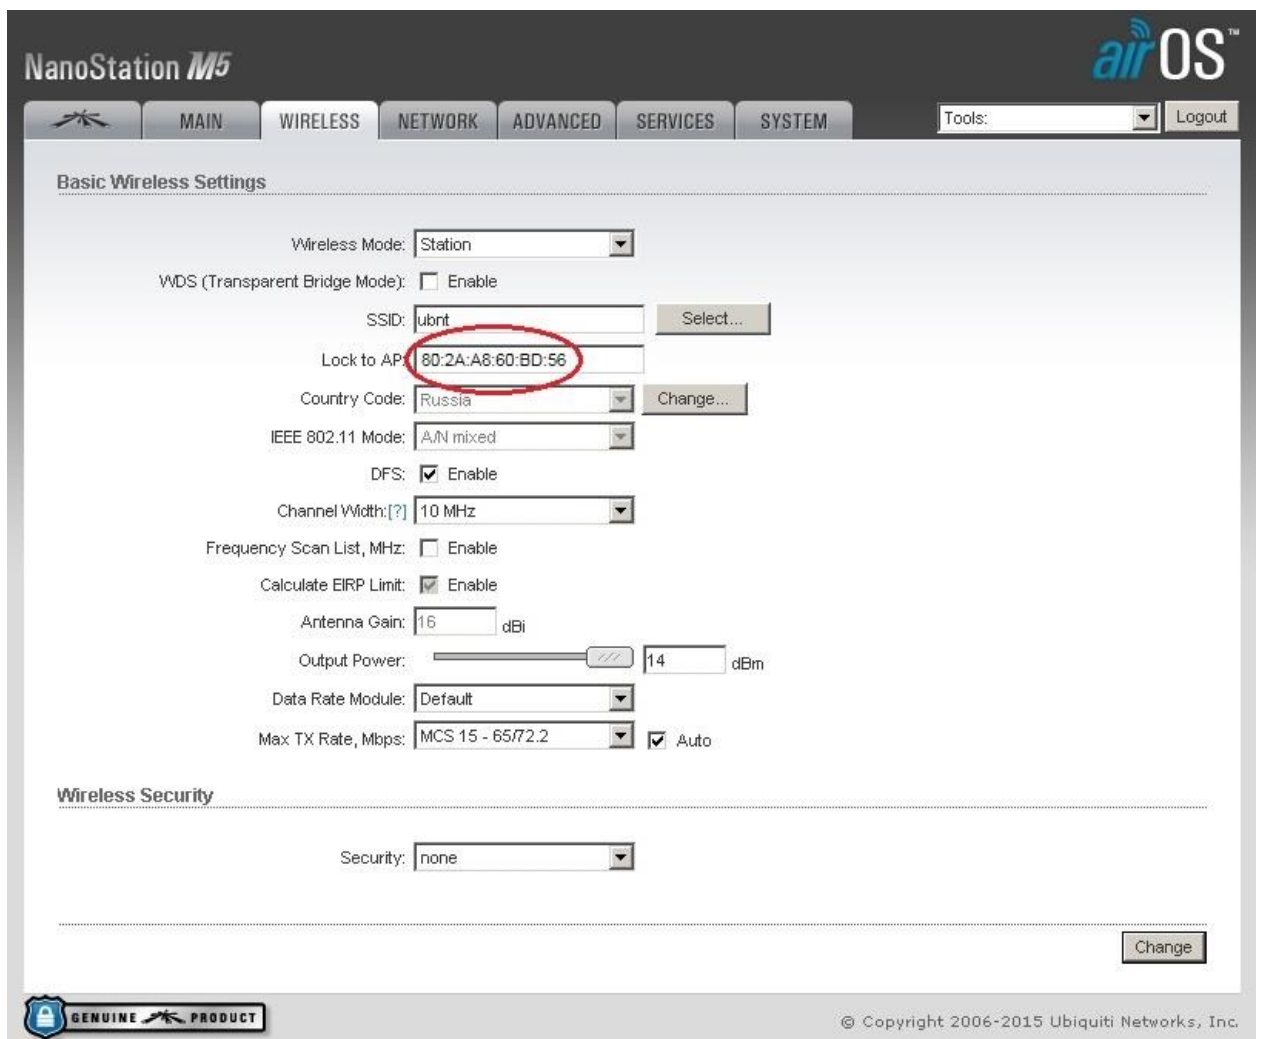 airOS™
NanoStation M5
MAIN WIRELESS NETWORK ADVANCED SERVICES SYSTEM Tools: Logout
Basic Wireless Settings
Wireless Mode: Station
WDS (Transparent Bridge Mode): Enable
SSID: ubnt Select...
Lock to AP: 80:2A:A8:60:BD:56
Country Code: Russia Change...
IEEE 802.11 Mode: A/N mixed
DFS: Enable
Channel Width:[?] 10 MHz
Frequency Scan List, MHz: Enable
Calculate EIRP Limit: Enable
Antenna Gain: 16 dBi
Output Power: 14 dBm
Data Rate Module: Default
Max TX Rate, Mbps: MCS 15 - 65/72.2 Auto
Wireless Security
Security: none
Change
GENUINE PRODUCT
© Copyright 2006-2015 Ubiquiti Networks, Inc.